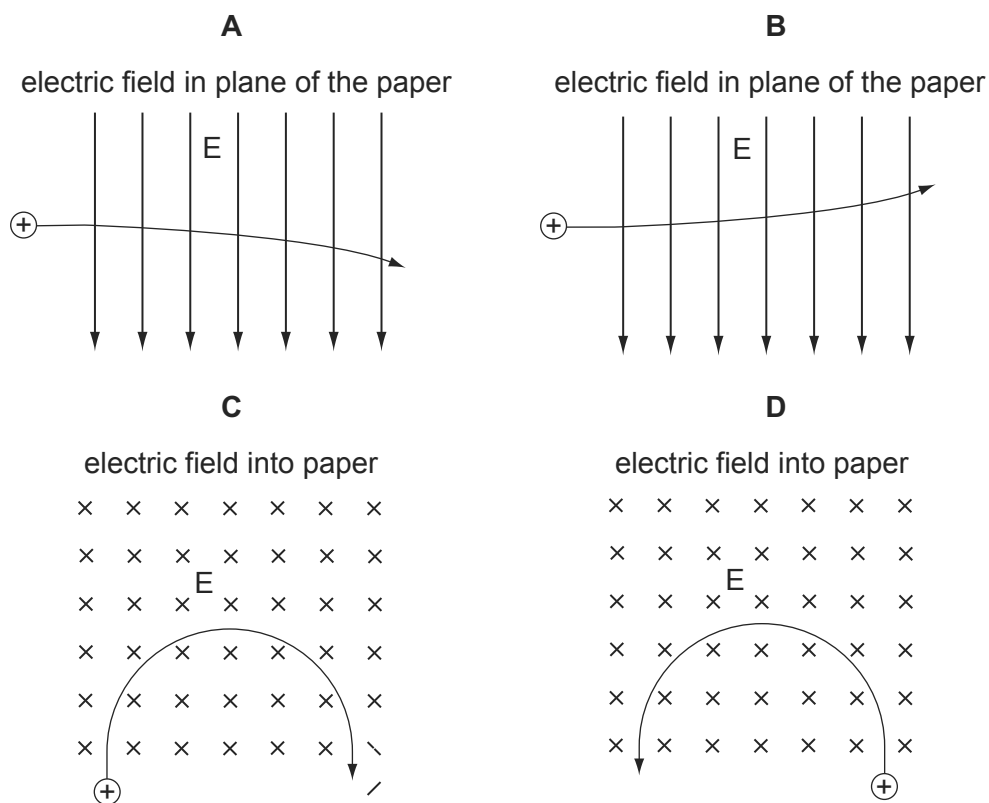 A
electric field in plane of the paper
E
+
B
electric field in plane of the paper
E
+
C
electric field into paper
E
+
D
electric field into paper
E
+